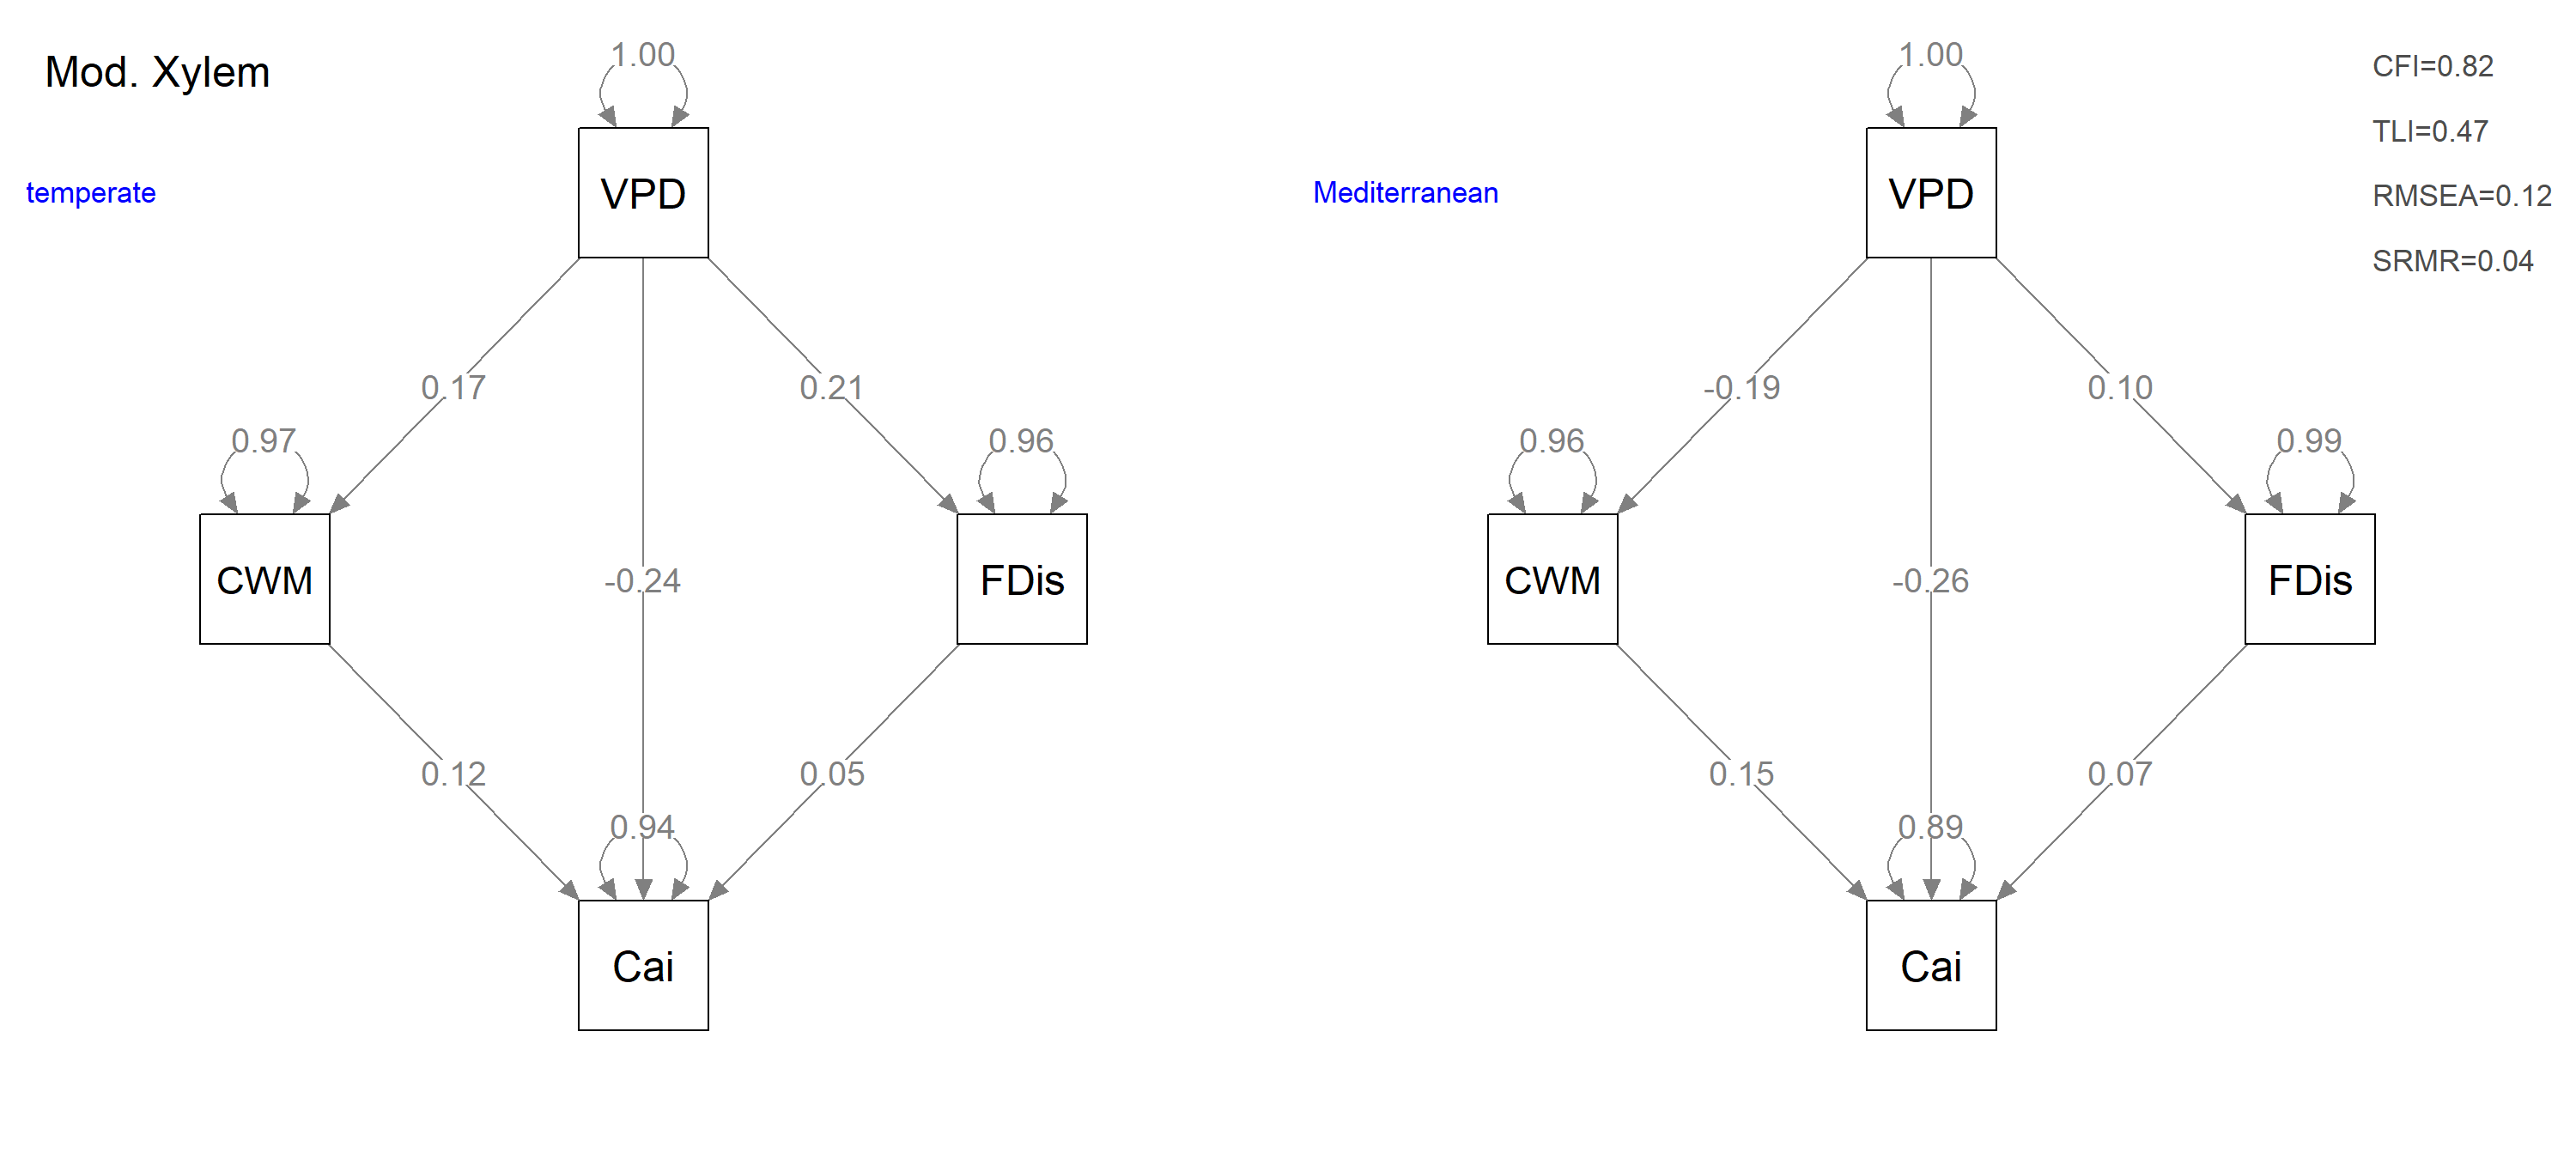 Mod. Xylem
temperate
1.00
VPD
0.17
0.21
0.97
0.96
CWM
-0.24
FDis
0.12
0.05
0.94
Cai
Mediterranean
1.00
VPD
-0.19
0.10
0.96
0.99
CWM
-0.26
FDis
0.15
0.07
0.89
Cai
CFI=0.82
TLI=0.47
RMSEA=0.12
SRMR=0.04